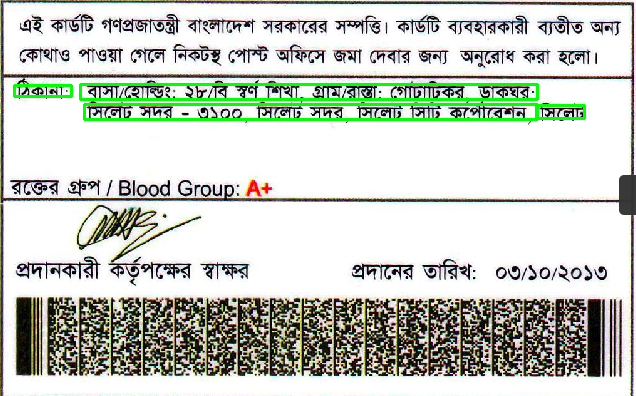 এই কার্ডটি গণপ্রজাতন্ত্রী বাংলাদেশ সরকারের সম্পত্তি। কার্ডটি ব্যবহারকারী ব্যতীত অন্য
কোথাও পাওয়া গেলে নিকটস্থ পোস্ট অফিসে জমা দেবার জন্য অনুরোধ করা হলো।
ঠিকানা: বাসা/হোল্ডিং: ২৮/বি স্বর্ণ শিখা, গ্রাম/রাস্তা: গোটাটিকর, ডাকঘর:
সিলেট সদর - ৩১০০, সিলেট সদর, সিলেট সিটি কর্পোরেশন, সিলেট
রক্তের গ্রুপ / Blood Group: A+
প্রদানকারী কর্তৃপক্ষের স্বাক্ষর প্রদানের তারিখ: ০৩/১০/২০১৩